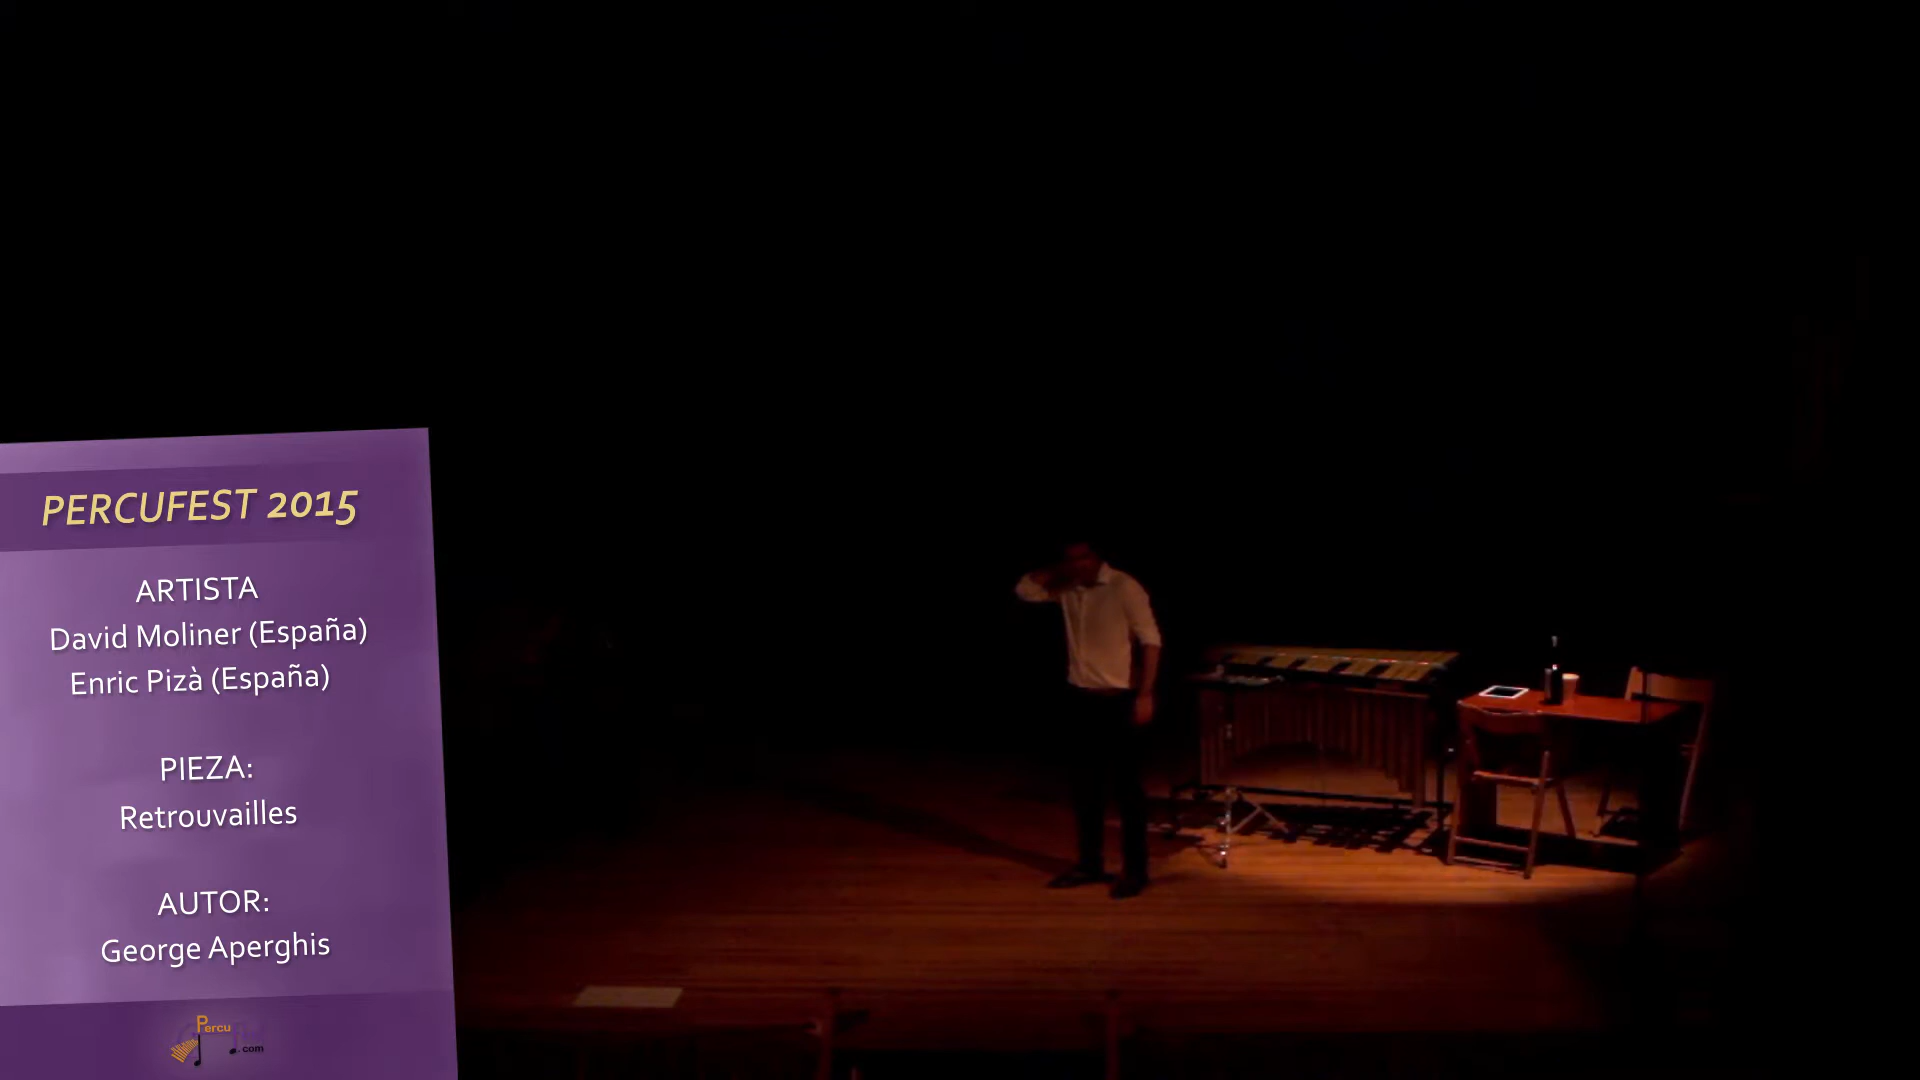 PERCUFEST 2015
ARTISTA
David Moliner (España)
Enric Pizà (España)
PIEZA:
Retrouvailles
AUTOR:
George Aperghis
Percu
.com